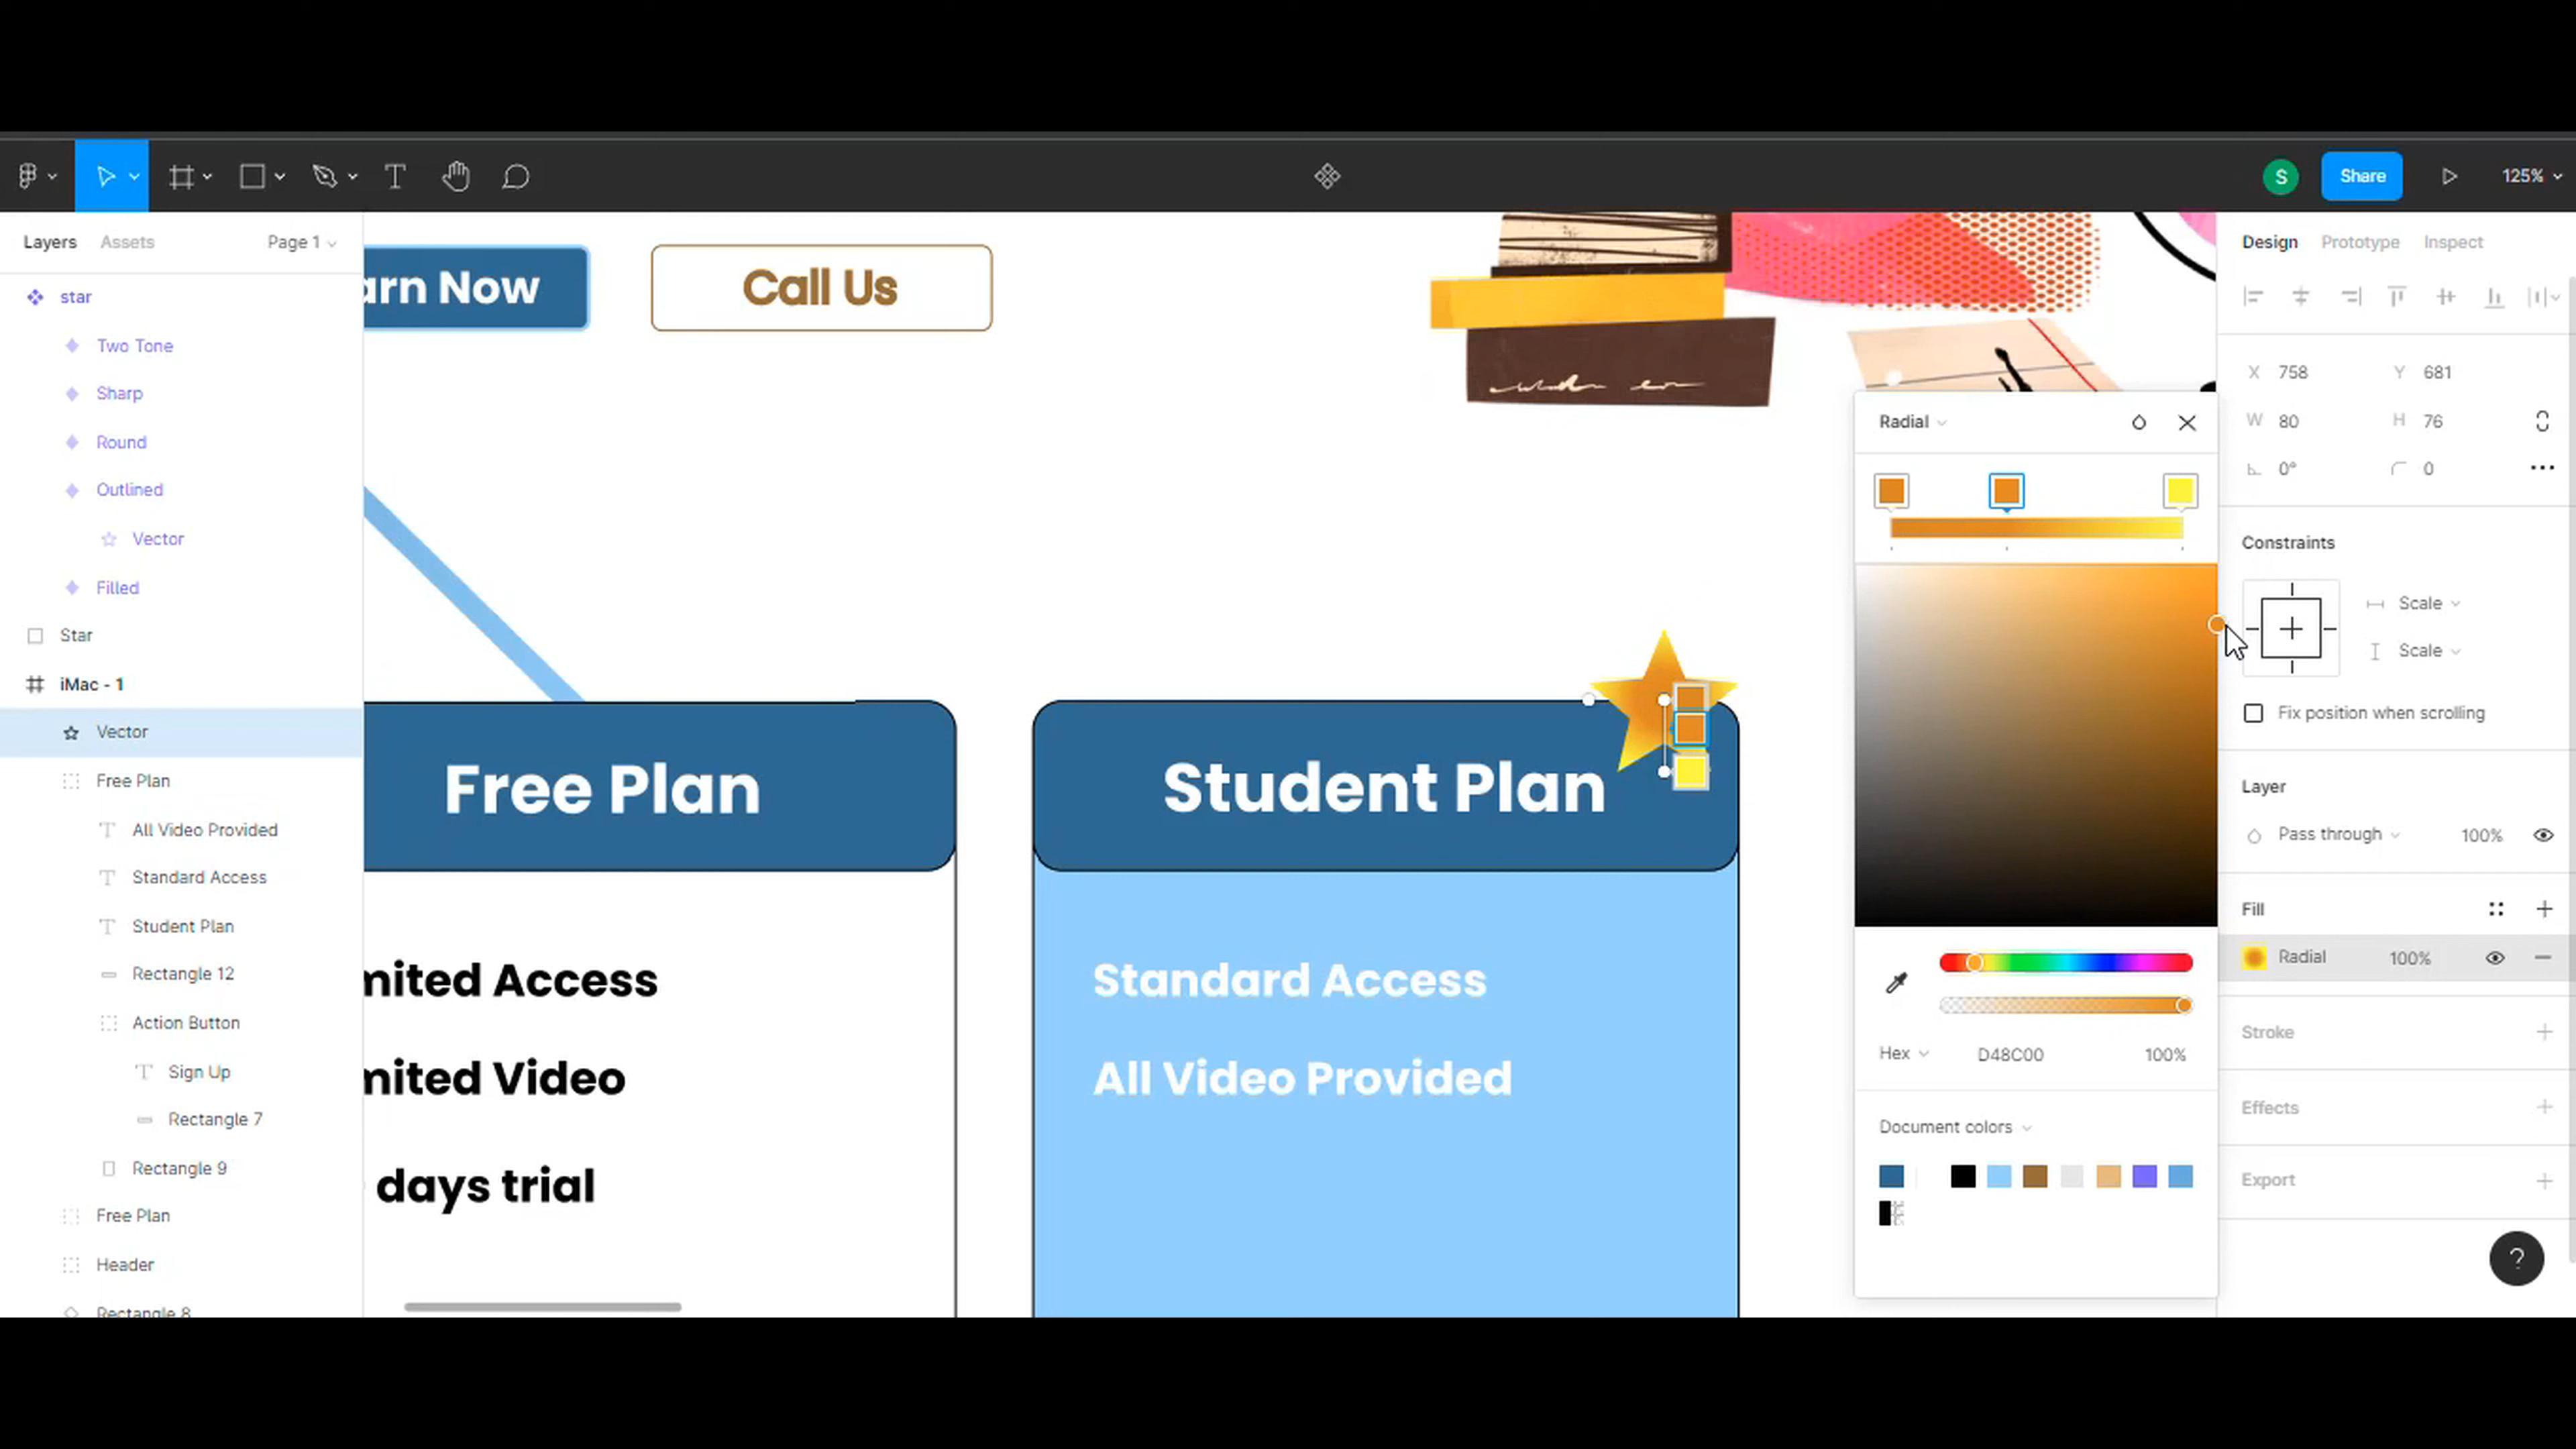 S
Share
125%
Layers
Assets
Page 1
star
Two Tone
Sharp
Round
Outlined
Vector
Filled
Star
iMac - 1
Vector
Free Plan
All Video Provided
Standard Access
Student Plan
Rectangle 12
Action Button
Sign Up
Rectangle 7
Rectangle 9
Free Plan
Header
Rectangle 8
arn Now
Call Us
Free Plan
mited Access
mited Video
days trial
Student Plan
Standard Access
All Video Provided
Radial
Hex
D48C00
100%
Document colors
Design
Prototype
Inspect
X 758
Y 681
W 80
H 76
0°
0
Constraints
Scale
Scale
Fix position when scrolling
Layer
Pass through
100%
Fill
Radial
100%
Stroke
Effects
Export
?